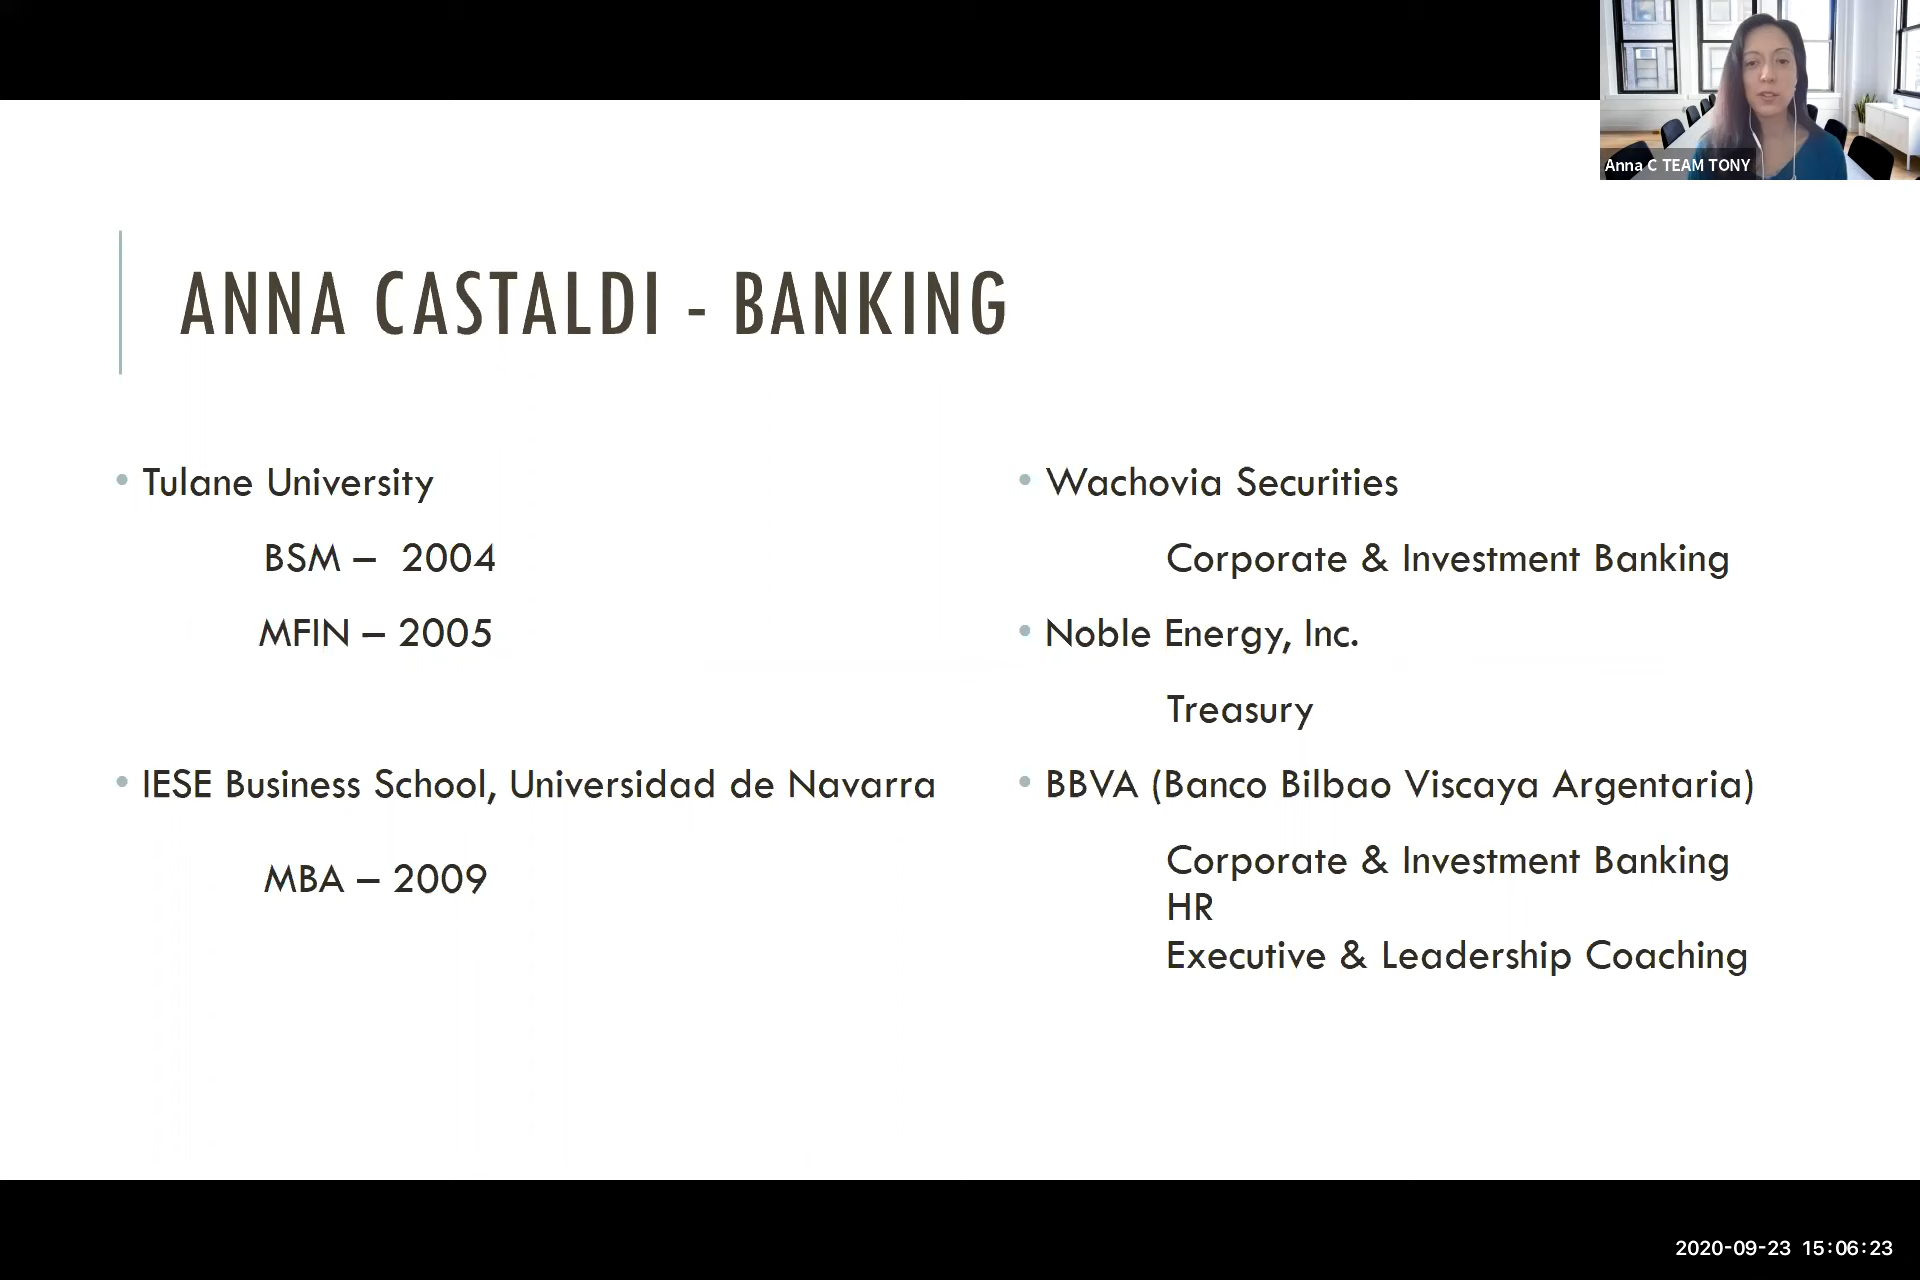 Anna C TEAM TONY
ANNA CASTALDI - BANKING
• Tulane University
BSM – 2004
MFIN – 2005
• IESE Business School, Universidad de Navarra
MBA – 2009
• Wachovia Securities
Corporate & Investment Banking
• Noble Energy, Inc.
Treasury
• BBVA (Banco Bilbao Viscaya Argentaria)
Corporate & Investment Banking
HR
Executive & Leadership Coaching
2020-09-23 15:06:23